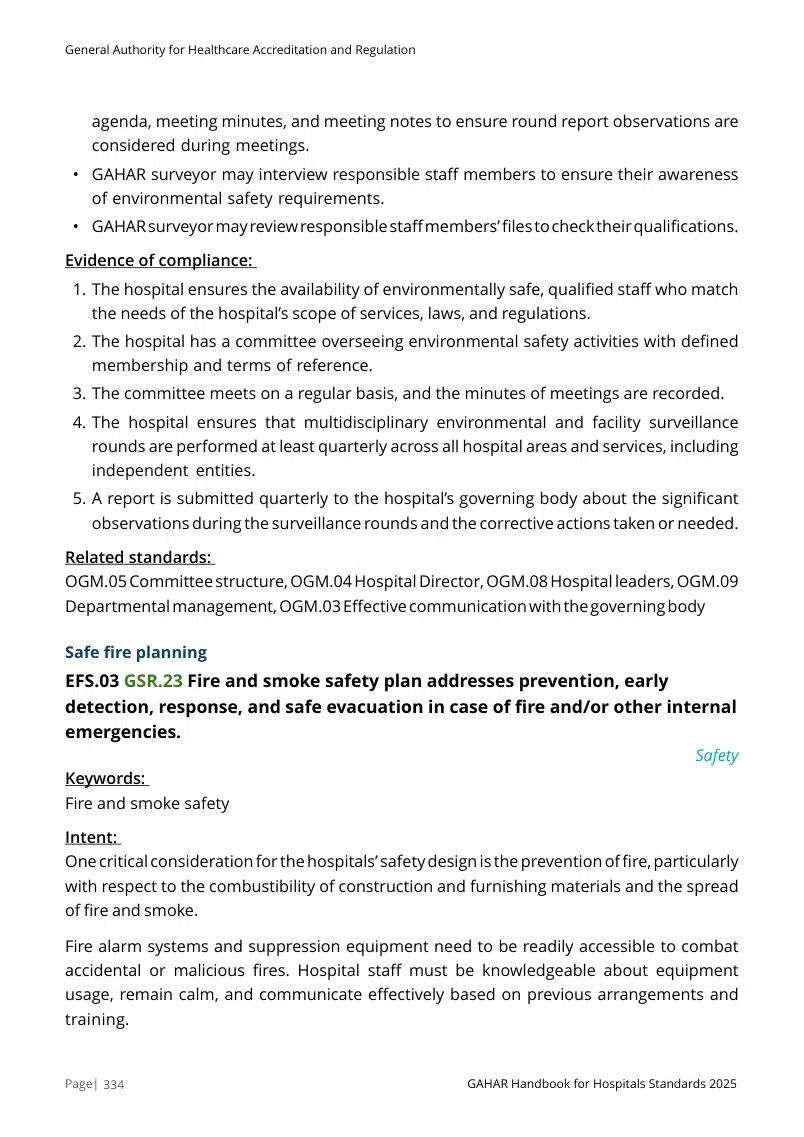 General Authority for Healthcare Accreditation and Regulation
agenda, meeting minutes, and meeting notes to ensure round report observations are
considered during meetings.
• GAHAR surveyor may interview responsible staff members to ensure their awareness
of environmental safety requirements.
• GAHAR surveyor may review responsible staff members’ files to check their qualifications.
Evidence of compliance:
1. The hospital ensures the availability of environmentally safe, qualified staff who match
the needs of the hospital’s scope of services, laws, and regulations.
2. The hospital has a committee overseeing environmental safety activities with defined
membership and terms of reference.
3. The committee meets on a regular basis, and the minutes of meetings are recorded.
4. The hospital ensures that multidisciplinary environmental and facility surveillance
rounds are performed at least quarterly across all hospital areas and services, including
independent entities.
5. A report is submitted quarterly to the hospital’s governing body about the significant
observations during the surveillance rounds and the corrective actions taken or needed.
Related standards:
OGM.05 Committee structure, OGM.04 Hospital Director, OGM.08 Hospital leaders, OGM.09
Departmental management, OGM.03 Effective communication with the governing body
Safe fire planning
EFS.03 GSR.23 Fire and smoke safety plan addresses prevention, early
detection, response, and safe evacuation in case of fire and/or other internal
emergencies.
Safety
Keywords:
Fire and smoke safety
Intent:
One critical consideration for the hospitals’ safety design is the prevention of fire, particularly
with respect to the combustibility of construction and furnishing materials and the spread
of fire and smoke.
Fire alarm systems and suppression equipment need to be readily accessible to combat
accidental or malicious fires. Hospital staff must be knowledgeable about equipment
usage, remain calm, and communicate effectively based on previous arrangements and
training.
Page| 334
GAHAR Handbook for Hospitals Standards 2025